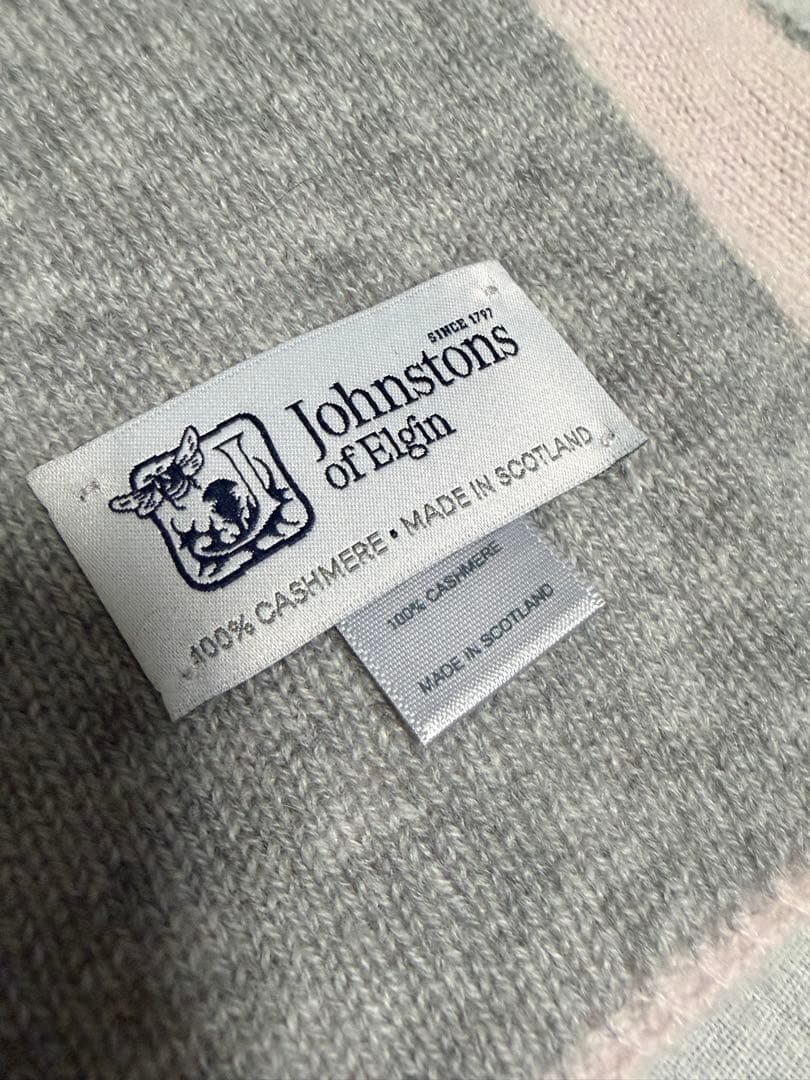 SINCE 1797
Johnstons
of Elgin
100% CASHMERE • MADE IN SCOTLAND
100% CASHMERE
MADE IN SCOTLAND